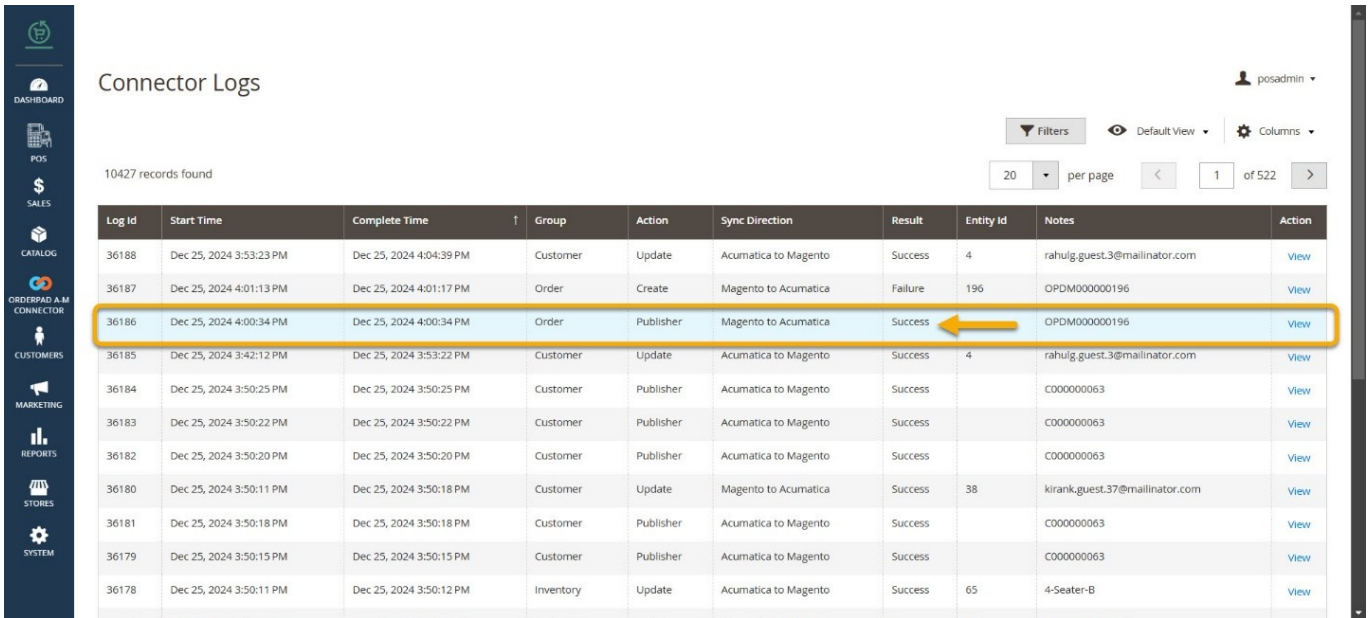 Connector Logs
posadmin
DASHBOARD
POS
SALES
CATALOG
ORDERPAD A-M
CONNECTOR
CUSTOMERS
MARKETING
REPORTS
STORES
SYSTEM
Filters Default View Columns
10427 records found 20 per page 1 of 522
Log Id Start Time Complete Time ↑ Group Action Sync Direction Result Entity Id Notes Action
36188 Dec 25, 2024 3:53:23 PM Dec 25, 2024 4:04:39 PM Customer Update Acumatica to Magento Success 4 rahulg.guest.3@mailinator.com View
36187 Dec 25, 2024 4:01:13 PM Dec 25, 2024 4:01:17 PM Order Create Magento to Acumatica Failure 196 OPDM000000196 View
36186 Dec 25, 2024 4:00:34 PM Dec 25, 2024 4:00:34 PM Order Publisher Magento to Acumatica Success OPDM000000196 View
36185 Dec 25, 2024 3:42:12 PM Dec 25, 2024 3:53:22 PM Customer Update Acumatica to Magento Success 4 rahulg.guest.3@mailinator.com View
36184 Dec 25, 2024 3:50:25 PM Dec 25, 2024 3:50:25 PM Customer Publisher Acumatica to Magento Success C000000063 View
36183 Dec 25, 2024 3:50:22 PM Dec 25, 2024 3:50:22 PM Customer Publisher Acumatica to Magento Success C000000063 View
36182 Dec 25, 2024 3:50:20 PM Dec 25, 2024 3:50:20 PM Customer Publisher Acumatica to Magento Success C000000063 View
36180 Dec 25, 2024 3:50:11 PM Dec 25, 2024 3:50:18 PM Customer Update Magento to Acumatica Success 38 kirank.guest.37@mailinator.com View
36181 Dec 25, 2024 3:50:18 PM Dec 25, 2024 3:50:18 PM Customer Publisher Acumatica to Magento Success C000000063 View
36179 Dec 25, 2024 3:50:15 PM Dec 25, 2024 3:50:15 PM Customer Publisher Acumatica to Magento Success C000000063 View
36178 Dec 25, 2024 3:50:11 PM Dec 25, 2024 3:50:12 PM Inventory Update Acumatica to Magento Success 65 4-Seater-B View